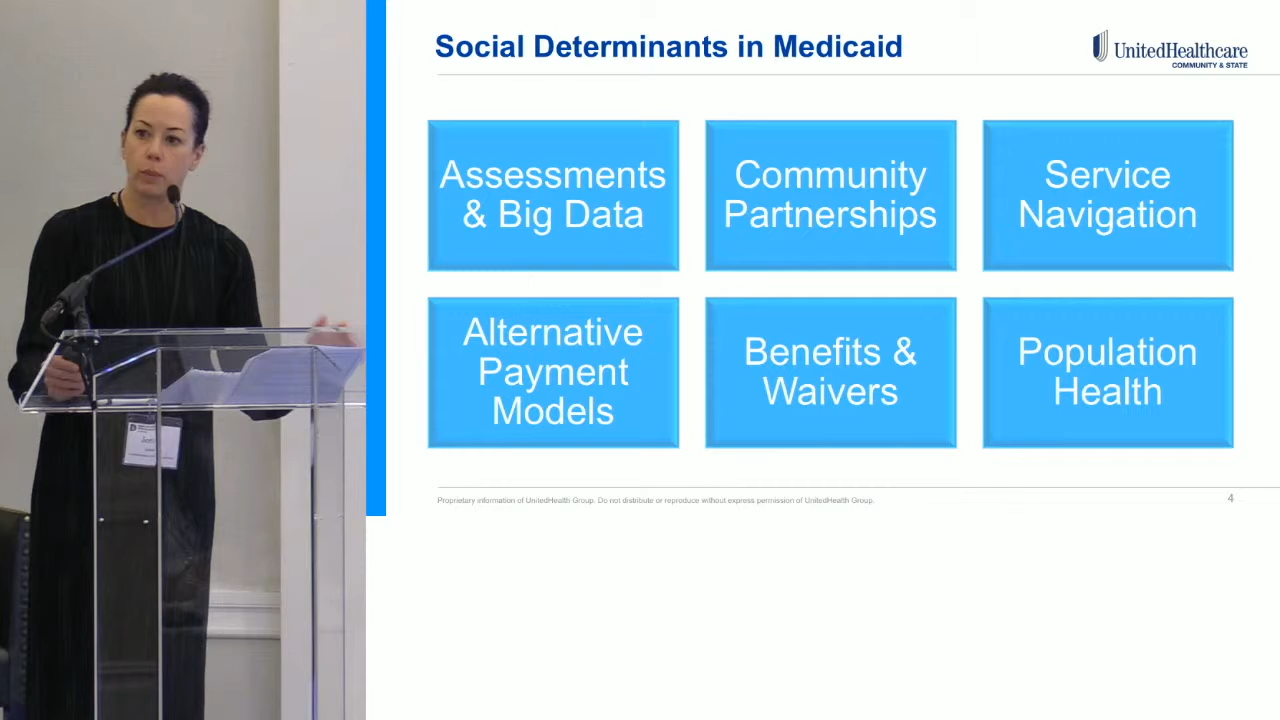 Social Determinants in Medicaid
UnitedHealthcare
COMMUNITY & STATE
Assessments
& Big Data
Community
Partnerships
Service
Navigation
Alternative
Payment
Models
Benefits &
Waivers
Population
Health
Proprietary information of UnitedHealth Group. Do not distribute or reproduce without express permission of UnitedHealth Group.
4